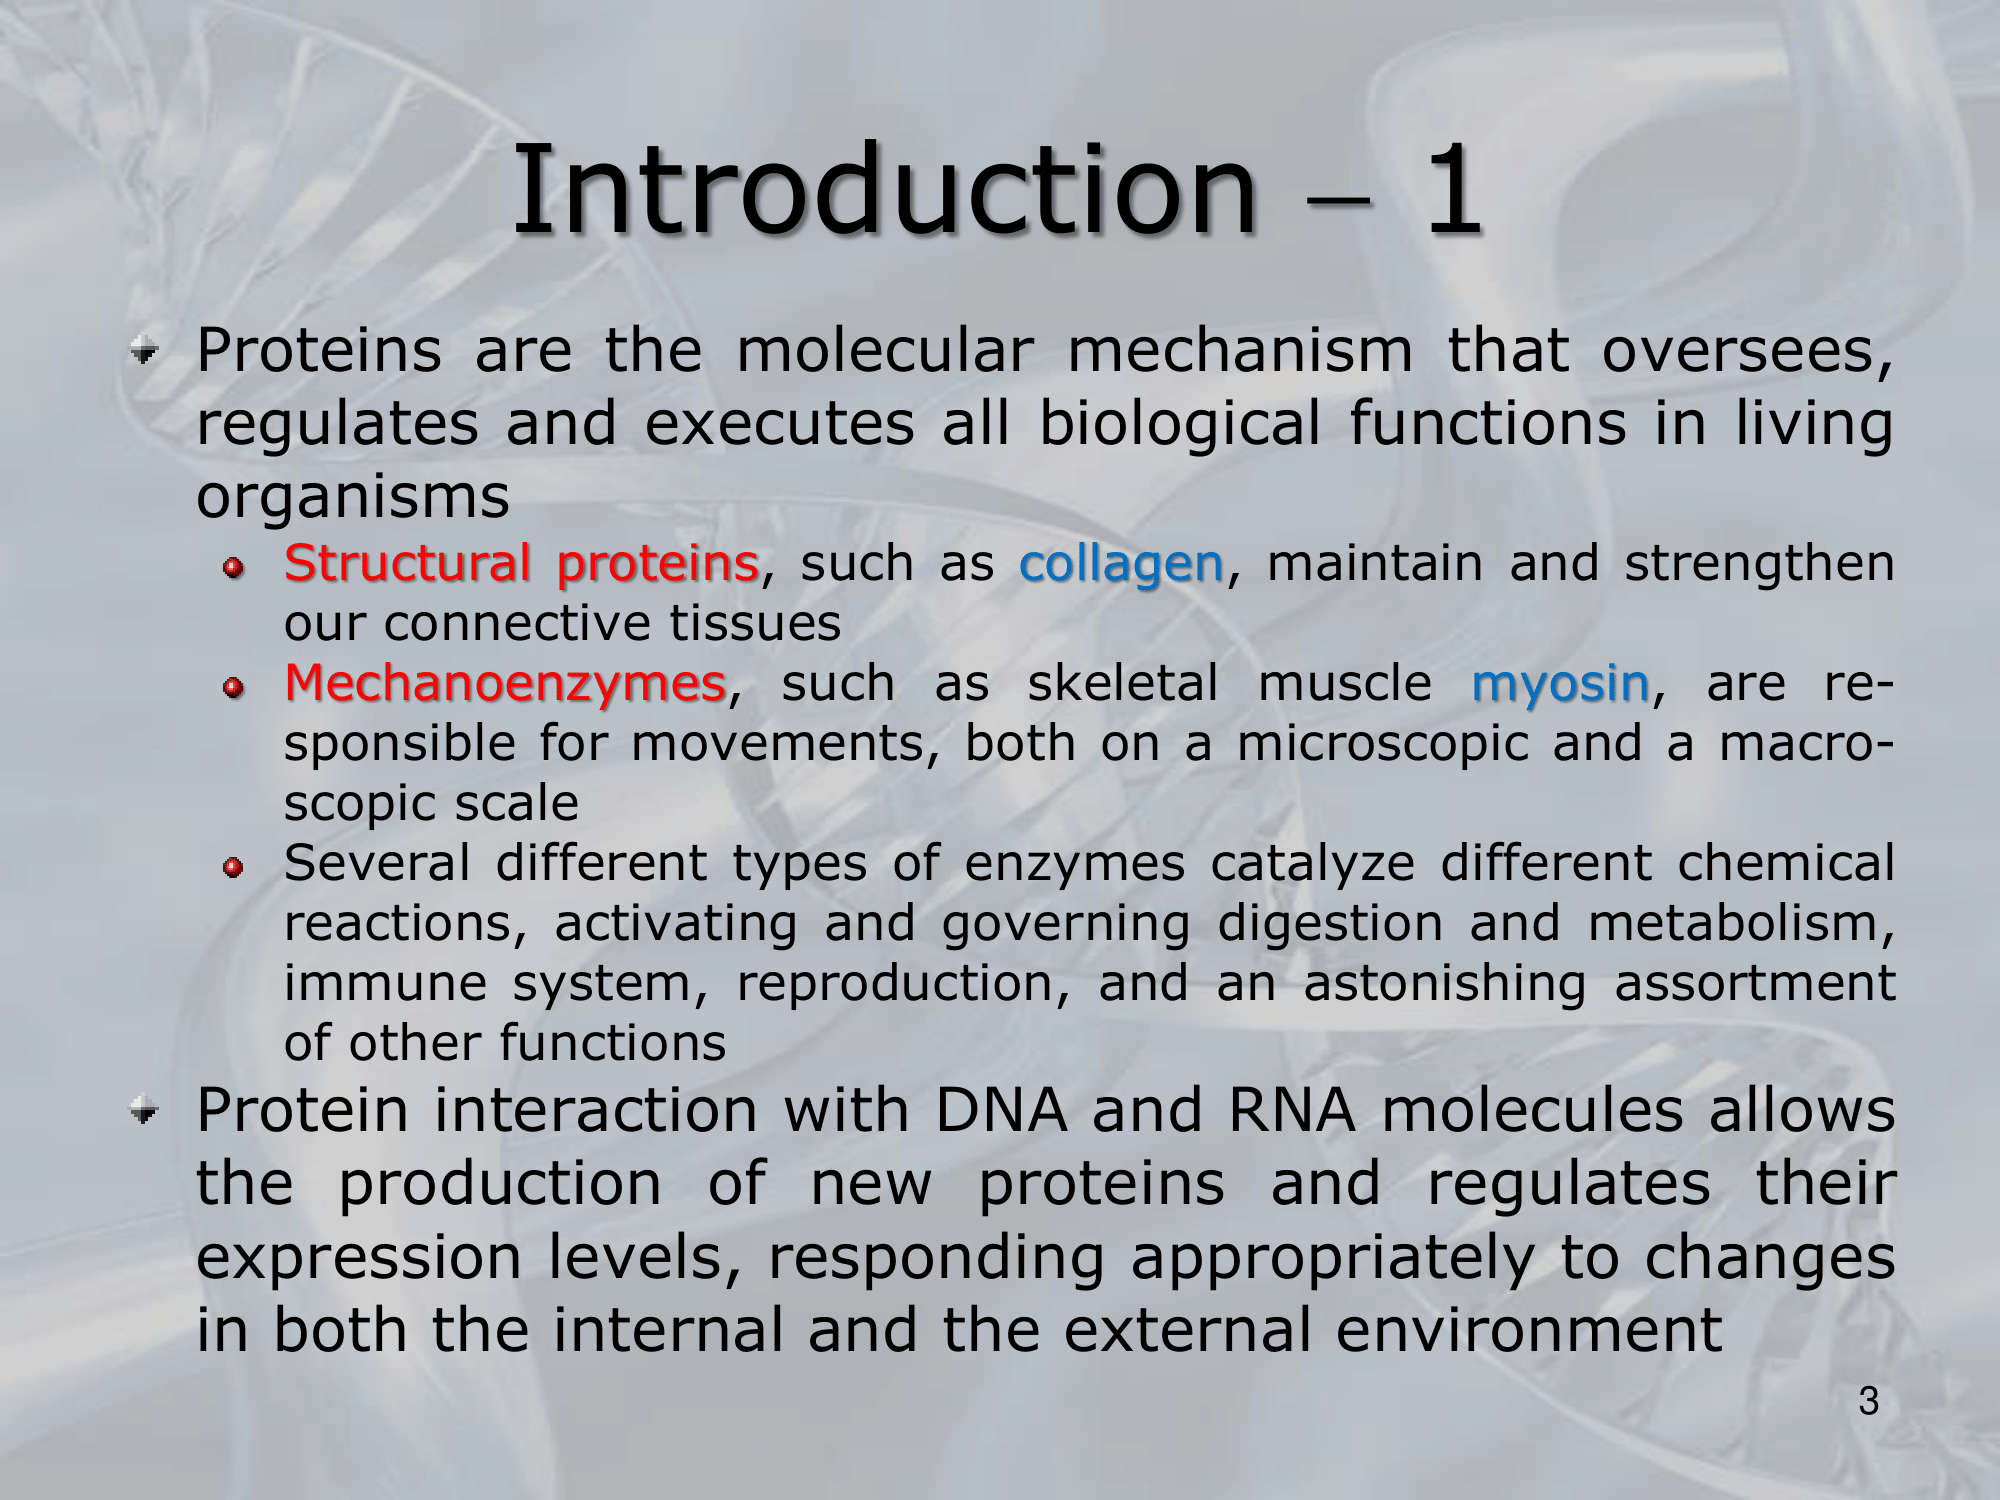 Introduction – 1
Proteins are the molecular mechanism that oversees,
regulates and executes all biological functions in living
organisms
Structural proteins, such as collagen, maintain and strengthen
our connective tissues
Mechanoenzymes, such as skeletal muscle myosin, are re-
sponsible for movements, both on a microscopic and a macro-
scopic scale
Several different types of enzymes catalyze different chemical
reactions, activating and governing digestion and metabolism,
immune system, reproduction, and an astonishing assortment
of other functions
Protein interaction with DNA and RNA molecules allows
the production of new proteins and regulates their
expression levels, responding appropriately to changes
in both the internal and the external environment
3